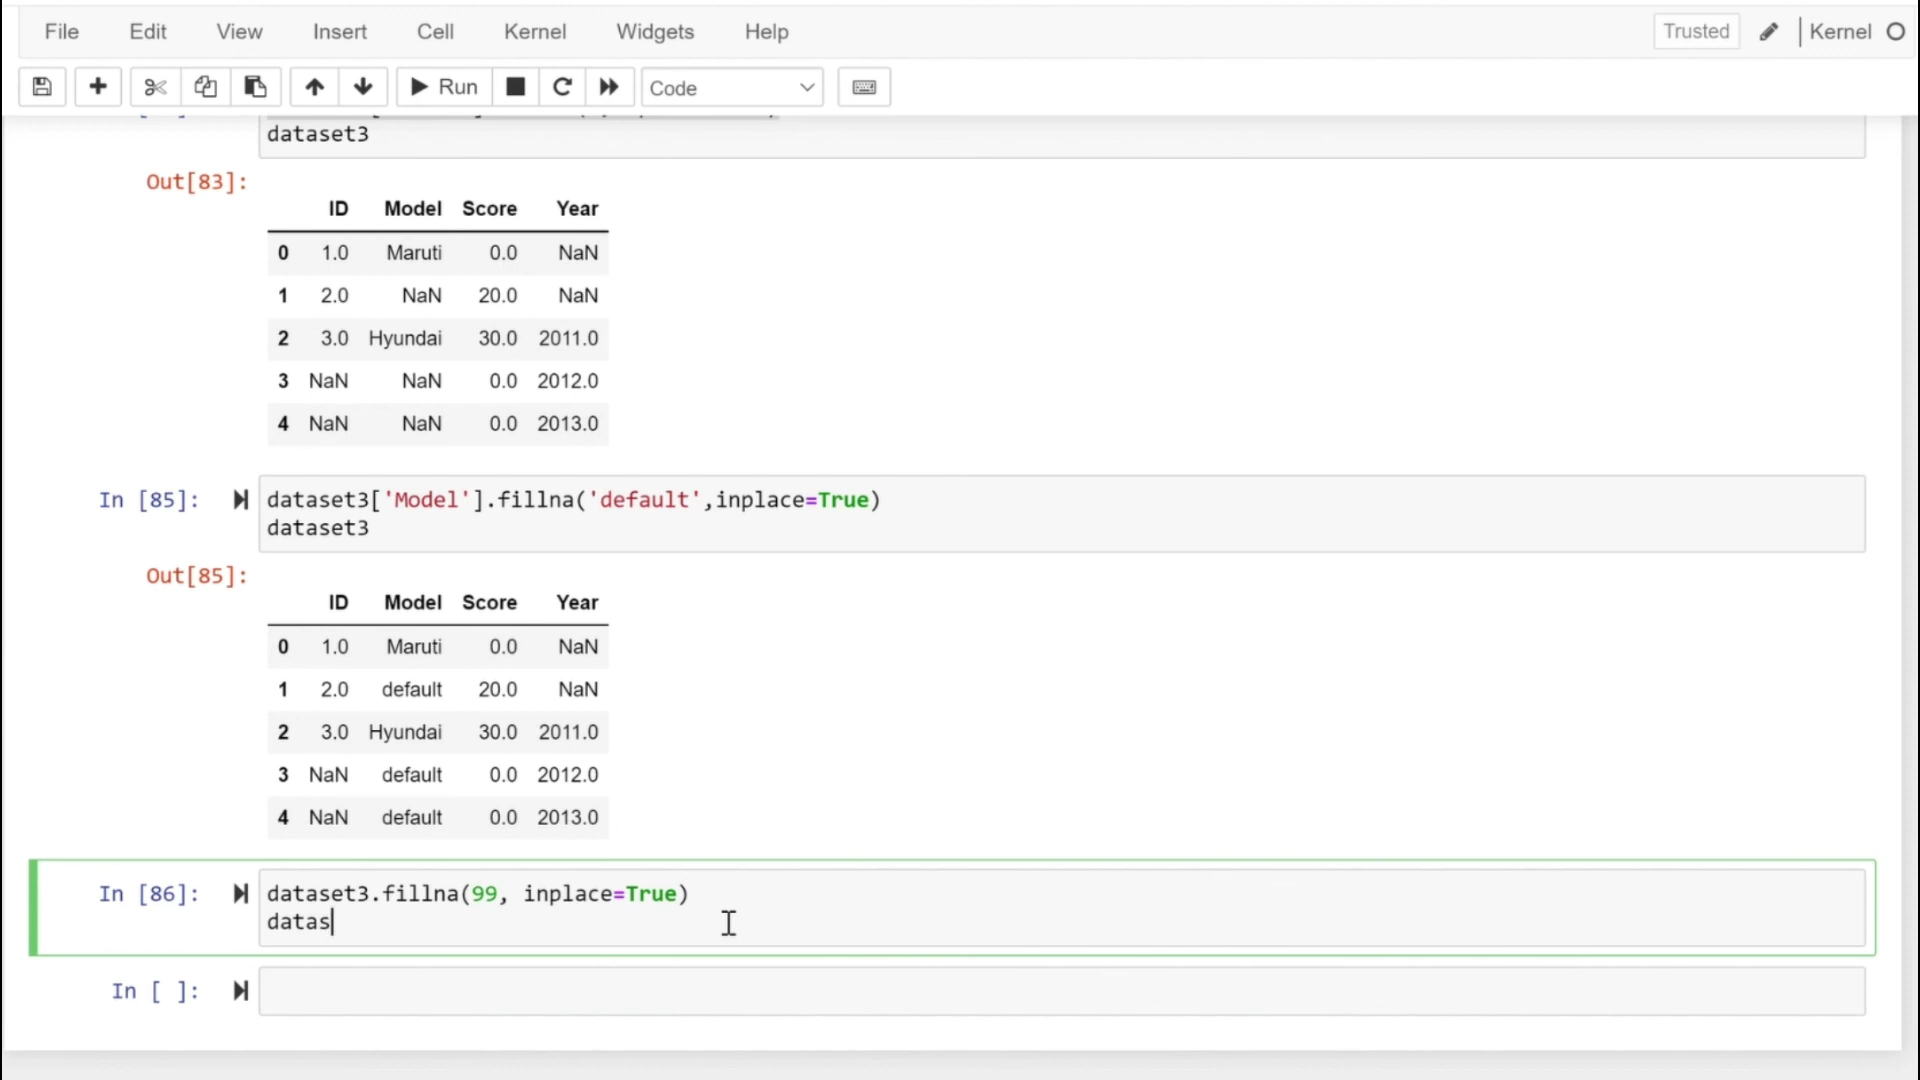 File Edit View Insert Cell Kernel Widgets Help Trusted Kernel
Run Code
dataset3
Out[83]:
ID Model Score Year
0 1.0 Maruti 0.0 NaN
1 2.0 NaN 20.0 NaN
2 3.0 Hyundai 30.0 2011.0
3 NaN NaN 0.0 2012.0
4 NaN NaN 0.0 2013.0
In [85]: dataset3['Model'].fillna('default',inplace=True)
dataset3
Out[85]:
ID Model Score Year
0 1.0 Maruti 0.0 NaN
1 2.0 default 20.0 NaN
2 3.0 Hyundai 30.0 2011.0
3 NaN default 0.0 2012.0
4 NaN default 0.0 2013.0
In [86]: dataset3.fillna(99, inplace=True)
datas
In [ ]: